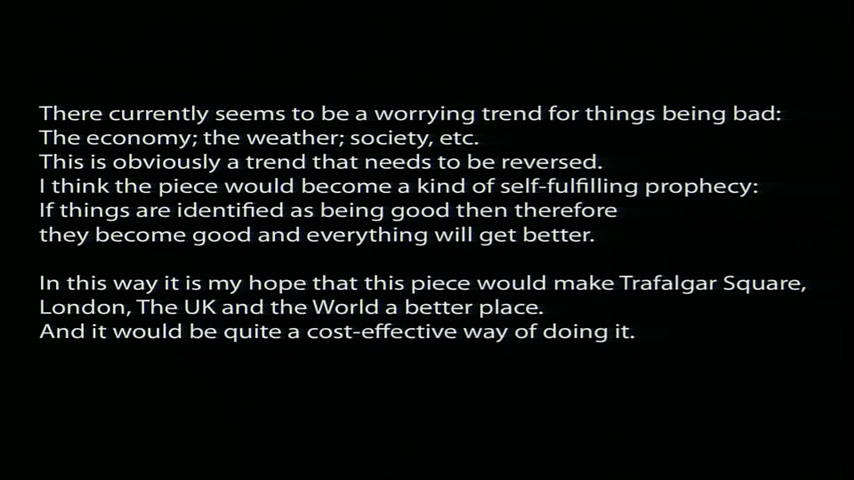 There currently seems to be a worrying trend for things being bad:
The economy; the weather; society, etc.
This is obviously a trend that needs to be reversed.
I think the piece would become a kind of self-fulfilling prophecy:
If things are identified as being good then therefore
they become good and everything will get better.
In this way it is my hope that this piece would make Trafalgar Square,
London, The UK and the World a better place.
And it would be quite a cost-effective way of doing it.